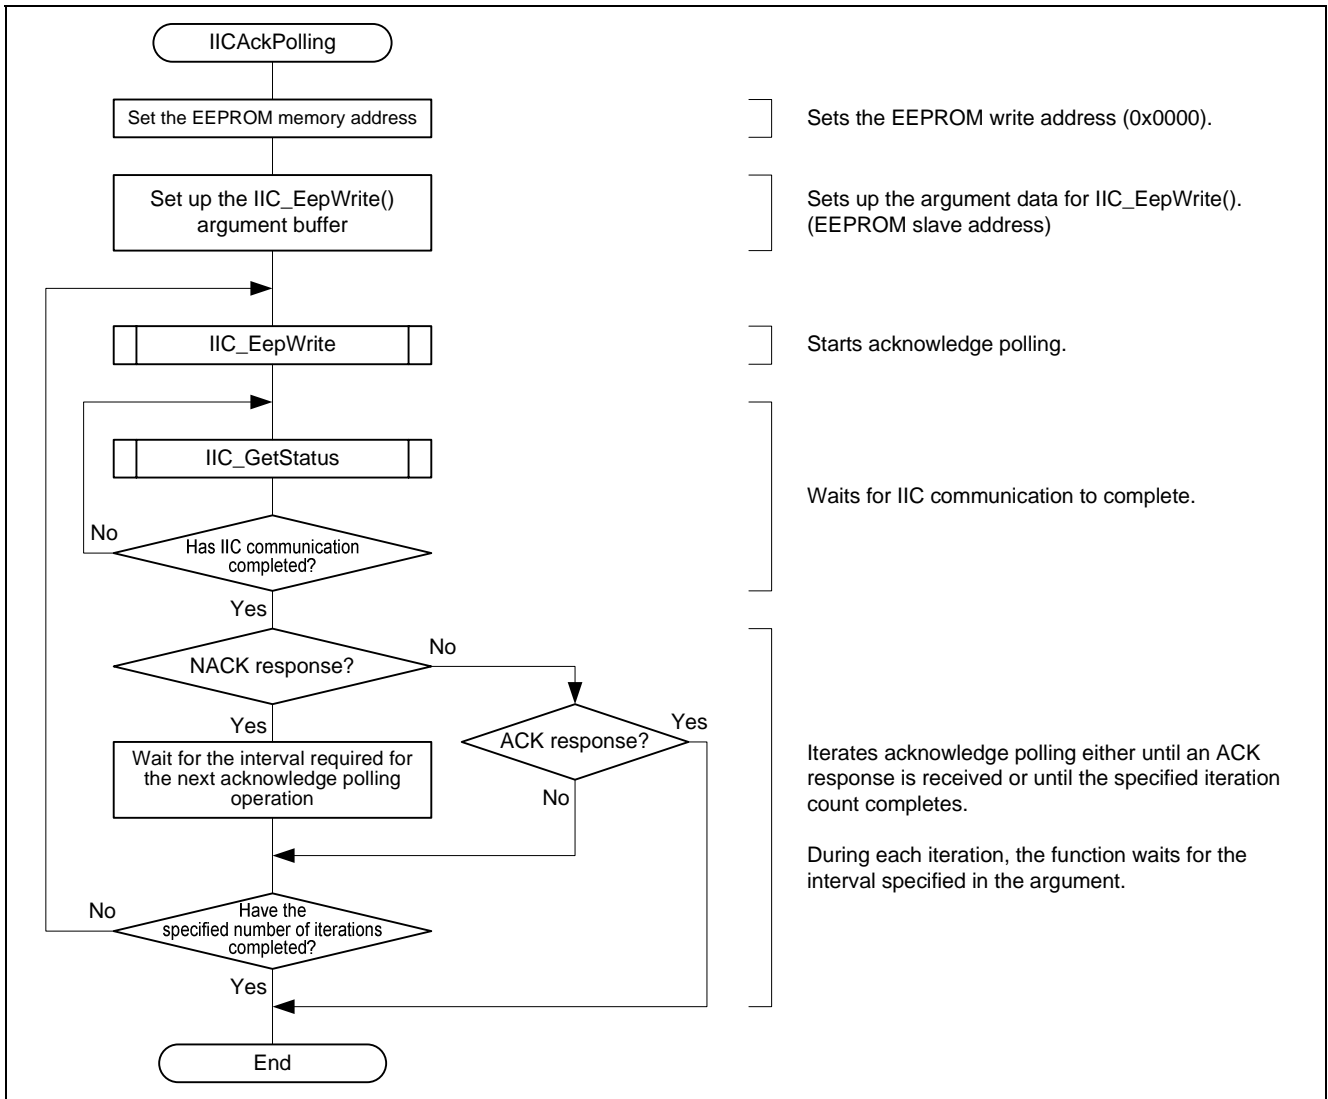 IICAckPolling
Set the EEPROM memory address
Sets the EEPROM write address (0x0000).
Set up the IIC_EepWrite()
argument buffer
Sets up the argument data for IIC_EepWrite().
(EEPROM slave address)
IIC_EepWrite
Starts acknowledge polling.
IIC_GetStatus
Waits for IIC communication to complete.
No
Has IIC communication
completed?
Yes
NACK response?
No
Yes
ACK response?
Yes
No
Wait for the interval required for
the next acknowledge polling
operation
Iterates acknowledge polling either until an ACK
response is received or until the specified iteration
count completes.
During each iteration, the function waits for the
interval specified in the argument.
No
Have the
specified number of iterations
completed?
Yes
End